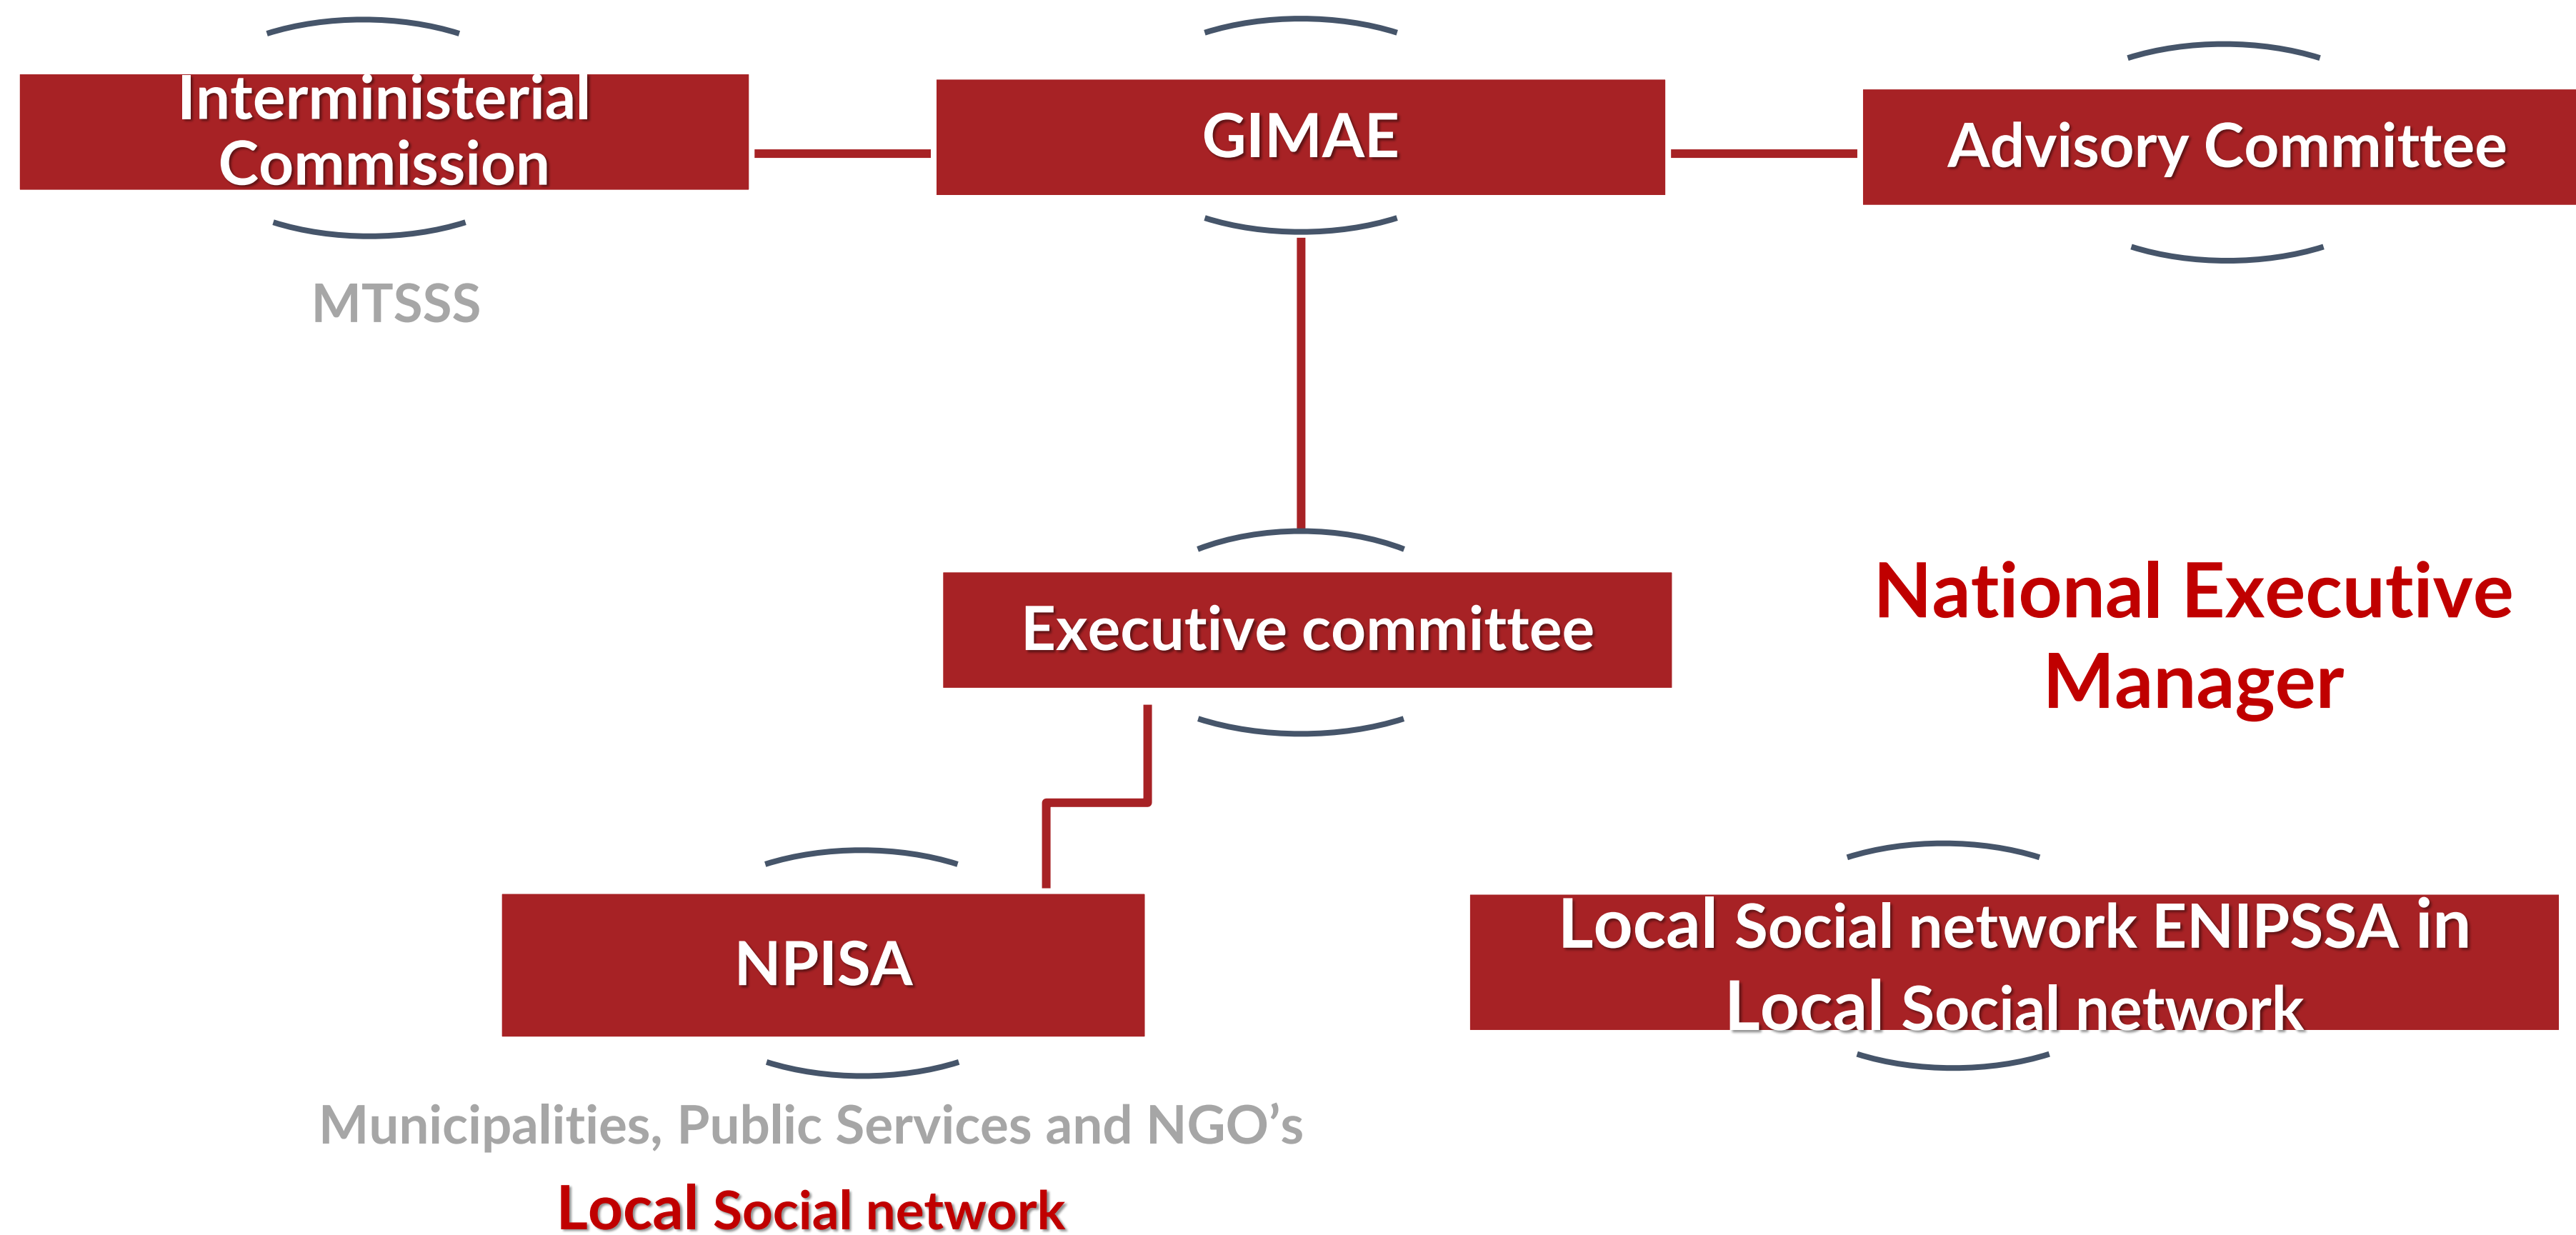 Interministerial
Commission
GIMAE
Advisory Committee
MTSSS
Executive committee
National Executive
Manager
NPISA
Local Social network ENIPSSA in
Local Social network
Municipalities, Public Services and NGO’s
Local Social network